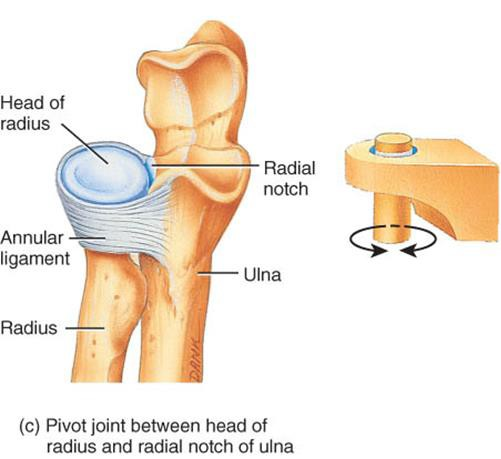 Head of
radius
Radial
notch
Annular
ligament
Ulna
Radius
DANK
(c) Pivot joint between head of
radius and radial notch of ulna